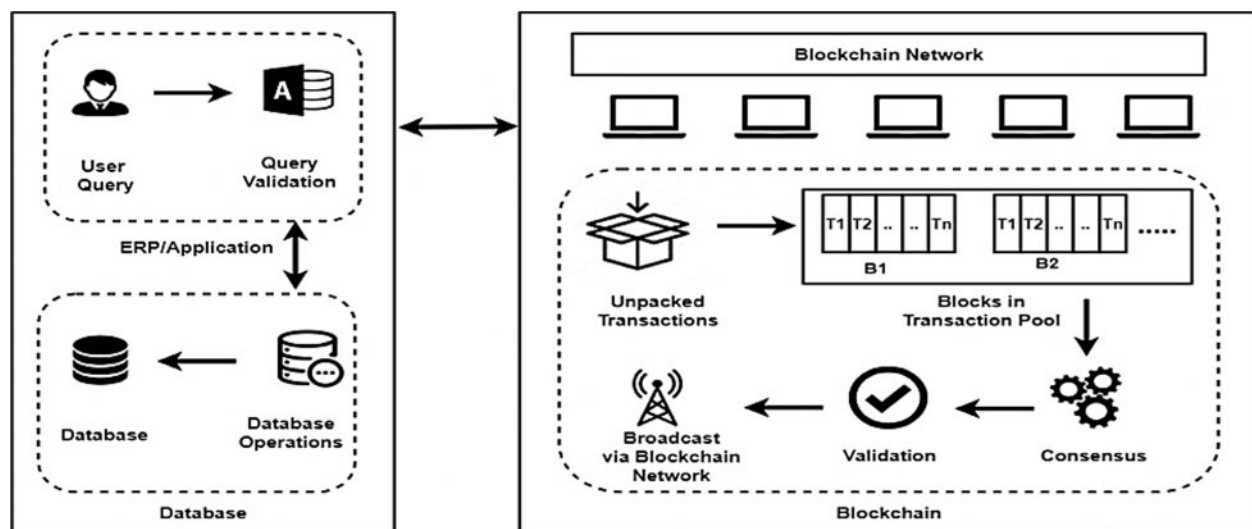 Blockchain Network
A
User
Query
Query
Validation
ERP/Application
T1 T2 .. .. Tn
T1 T2 .. .. Tn
.....
B1
B2
Unpacked
Transactions
Blocks in
Transaction Pool
Database
Database
Operations
Broadcast
via Blockchain
Network
Validation
Consensus
Database
Blockchain